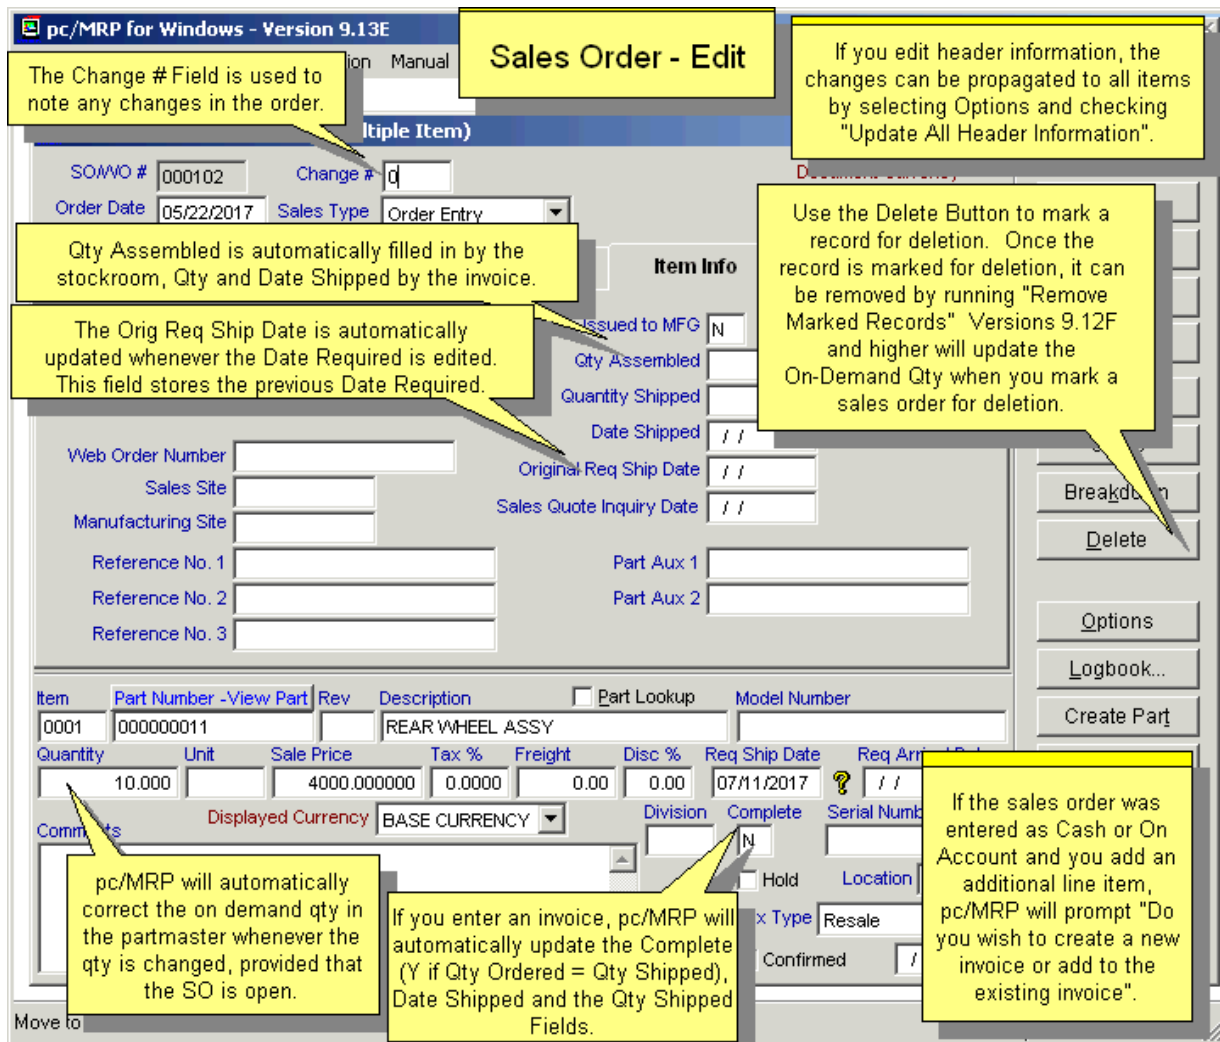 pc/MRP for Windows - Version 9.13E
Sales Order - Edit
If you edit header information, the
changes can be propagated to all items
by selecting Options and checking
"Update All Header Information".
The Change # Field is used to
note any changes in the order.
Manual
Item)
SO/WO # 000102 Change # 0
Order Date 05/22/2017 Sales Type Order Entry
Use the Delete Button to mark a
record for deletion. Once the
record is marked for deletion, it can
be removed by running "Remove
Marked Records" Versions 9.12F
and higher will update the
On-Demand Qty when you mark a
sales order for deletion.
Qty Assembled is automatically filled in by the
stockroom, Qty and Date Shipped by the invoice.
Item Info
The Orig Req Ship Date is automatically
updated whenever the Date Required is edited.
This field stores the previous Date Required.
Issued to MFG N
Qty Assembled
Quantity Shipped
Date Shipped / /
Original Req Ship Date / /
Sales Quote Inquiry Date / /
Web Order Number
Sales Site
Manufacturing Site
Reference No. 1
Reference No. 2
Reference No. 3
Part Aux 1
Part Aux 2
Breakdown
Delete
Options
Logbook...
Create Part
Item Part Number -View Part Rev Description Part Lookup Model Number
0001 000000011 REAR WHEEL ASSY
Quantity Unit Sale Price Tax % Freight Disc % Req Ship Date Req
10.000 4000.000000 0.0000 0.00 0.00 07/11/2017 ? / /
Displayed Currency BASE CURRENCY Division Complete Serial
Comments N
Hold Location
Type Resale
Confirmed /
pc/MRP will automatically
correct the on demand qty in
the partmaster whenever the
qty is changed, provided that
the SO is open.
If you enter an invoice, pc/MRP will
automatically update the Complete
(Y if Qty Ordered = Qty Shipped),
Date Shipped and the Qty Shipped
Fields.
If the sales order was
entered as Cash or On
Account and you add an
additional line item,
pc/MRP will prompt "Do
you wish to create a new
invoice or add to the
existing invoice".
Move to